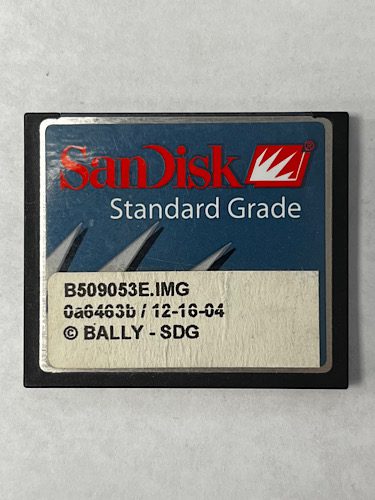 SanDisk®
Standard Grade
B509053E.IMG
0a6463b / 12-16-04
© BALLY - SDG